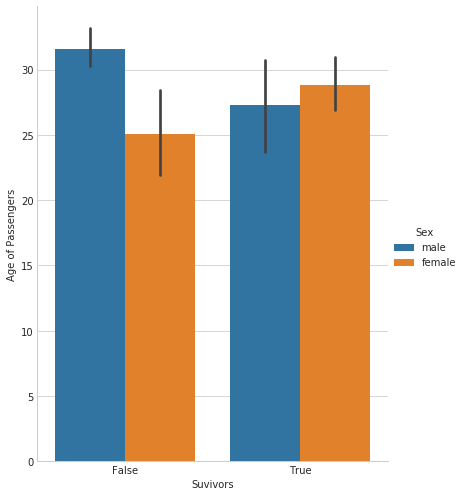 30
25
20
15
10
5
0
Age of Passengers
False
True
Suvivors
Sex
male
female